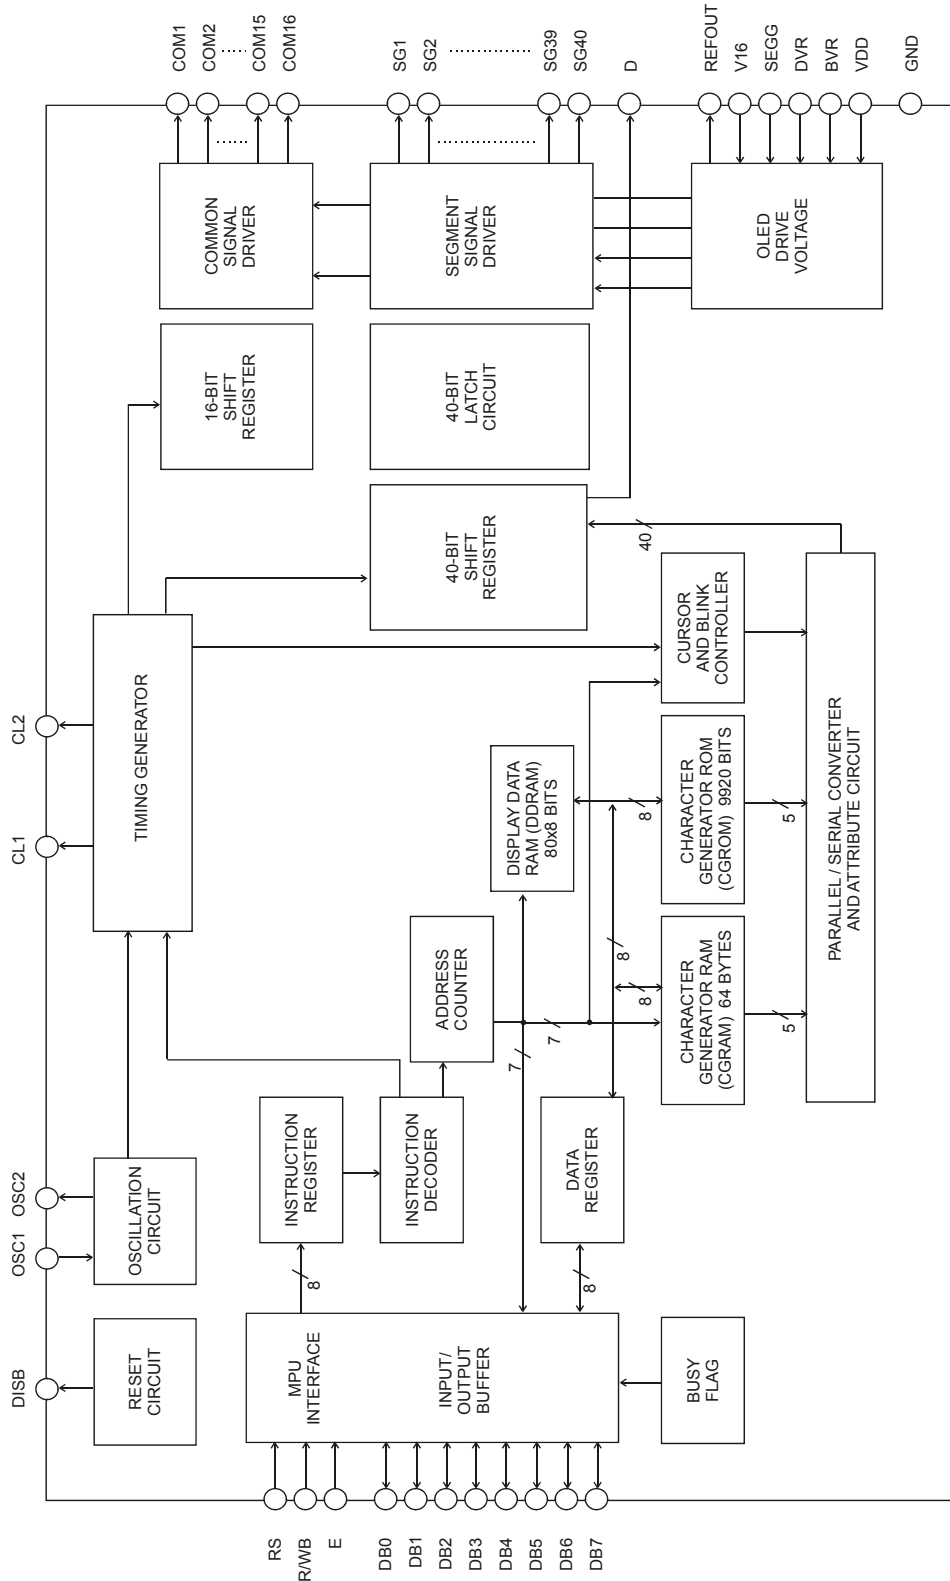 DISB
OSC1
OSC2
CL1
CL2
RESET
CIRCUIT
OSCILLATION
CIRCUIT
TIMING GENERATOR
RS
R/WB
E
DB0
DB1
DB2
DB3
DB4
DB5
DB6
DB7
MPU
INTERFACE
INPUT/
OUTPUT
BUFFER
8
INSTRUCTION
REGISTER
INSTRUCTION
DECODER
ADDRESS
COUNTER
7
7
8
DATA
REGISTER
BUSY
FLAG
DISPLAY DATA
RAM (DDRAM)
80x8 BITS
8
8
8
CHARACTER
GENERATOR RAM
(CGRAM) 64 BYTES
CHARACTER
GENERATOR ROM
(CGROM) 9920 BITS
CURSOR
AND BLINK
CONTROLLER
5
5
40
PARALLEL / SERIAL CONVERTER
AND ATTRIBUTE CIRCUIT
16-BIT
SHIFT
REGISTER
40-BIT
SHIFT
REGISTER
40-BIT
LATCH
CIRCUIT
COMMON
SIGNAL
DRIVER
SEGMENT
SIGNAL
DRIVER
OLED
DRIVE
VOLTAGE
COM1
COM2
COM15
COM16
SG1
SG2
SG39
SG40
D
REFOUT
V16
SEGG
DVR
BVR
VDD
GND